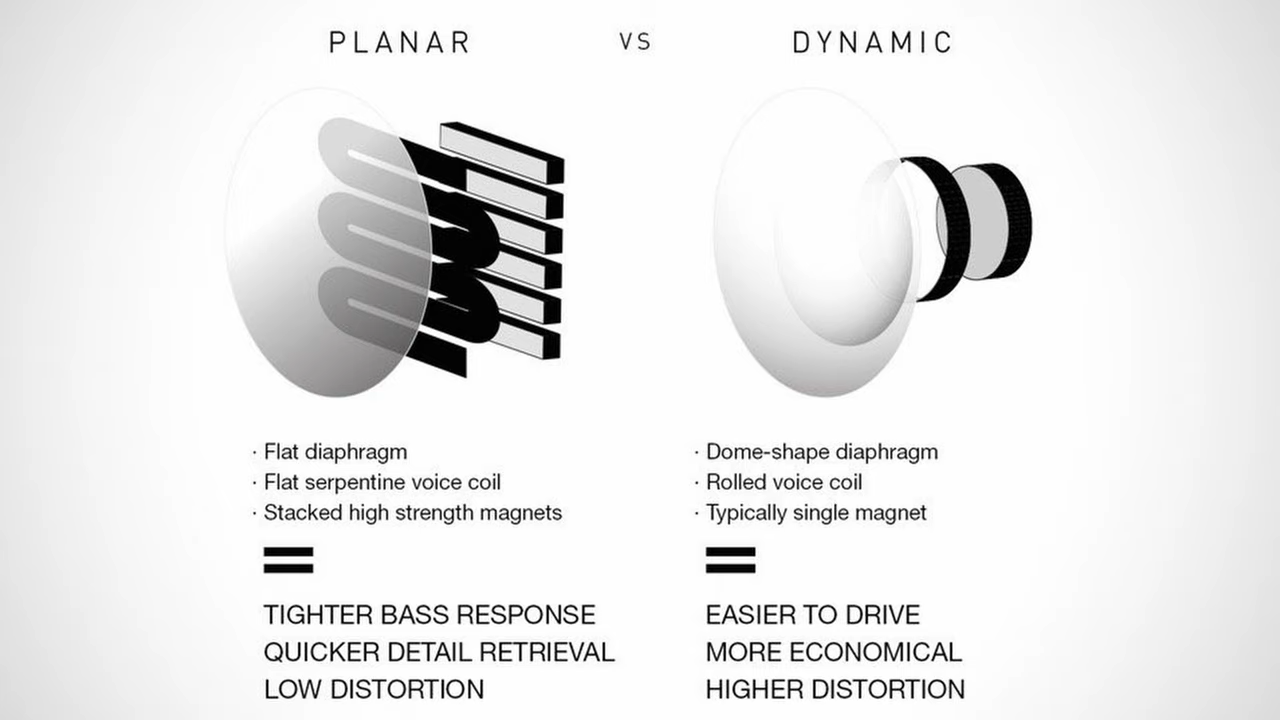 PLANAR VS DYNAMIC
· Flat diaphragm
· Flat serpentine voice coil
· Stacked high strength magnets
=
TIGHTER BASS RESPONSE
QUICKER DETAIL RETRIEVAL
LOW DISTORTION
· Dome-shape diaphragm
· Rolled voice coil
· Typically single magnet
=
EASIER TO DRIVE
MORE ECONOMICAL
HIGHER DISTORTION